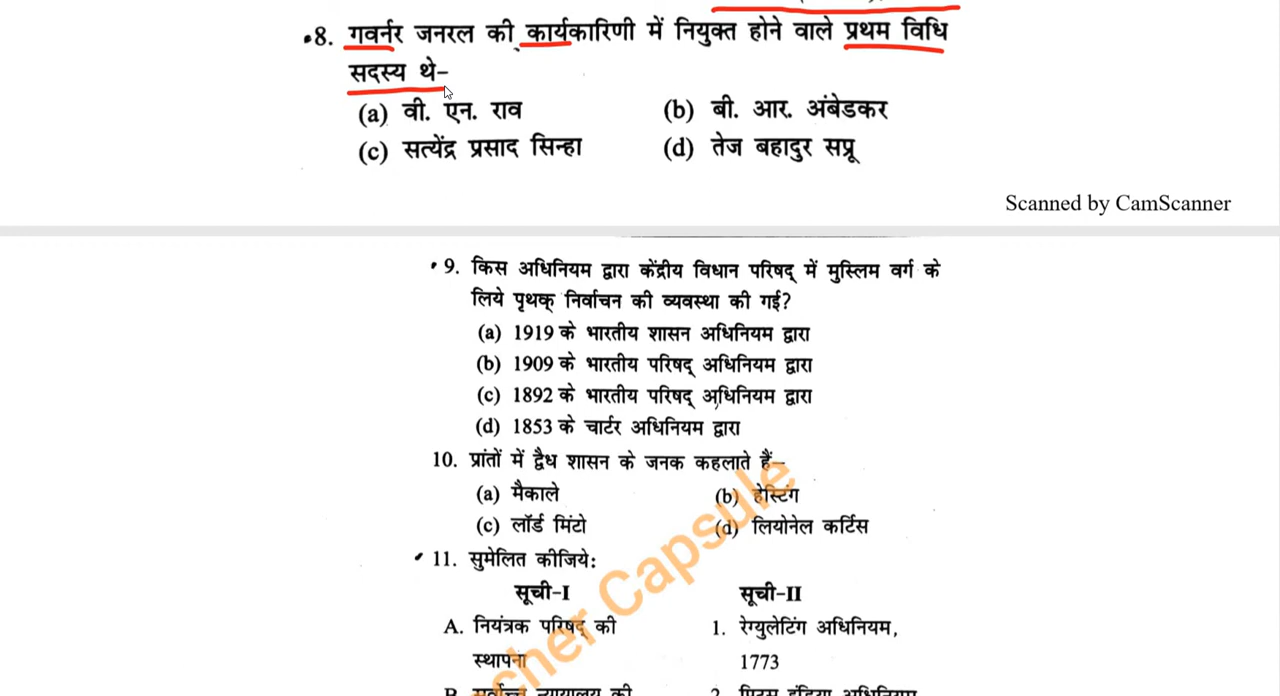 8. गवर्नर जनरल की कार्यकारिणी में नियुक्त होने वाले प्रथम विधि
सदस्य थे–
(a) वी. एन. राव (b) बी. आर. अंबेडकर
(c) सत्येंद्र प्रसाद सिन्हा (d) तेज बहादुर सप्रू
Scanned by CamScanner
9. किस अधिनियम द्वारा केंद्रीय विधान परिषद् में मुस्लिम वर्ग के
लिये पृथक् निर्वाचन की व्यवस्था की गई?
(a) 1919 के भारतीय शासन अधिनियम द्वारा
(b) 1909 के भारतीय परिषद् अधिनियम द्वारा
(c) 1892 के भारतीय परिषद् अधिनियम द्वारा
(d) 1853 के चार्टर अधिनियम द्वारा
10. प्रांतों में द्वैध शासन के जनक कहलाते हैं–
(a) मैकाले (b) हेस्टिंग
(c) लॉर्ड मिंटो (d) लियोनेल कर्टिस
11. सुमेलित कीजिये:
सूची-I सूची-II
A. नियंत्रक परिषद् की 1. रेग्युलेटिंग अधिनियम,
स्थापना 1773
Capsule